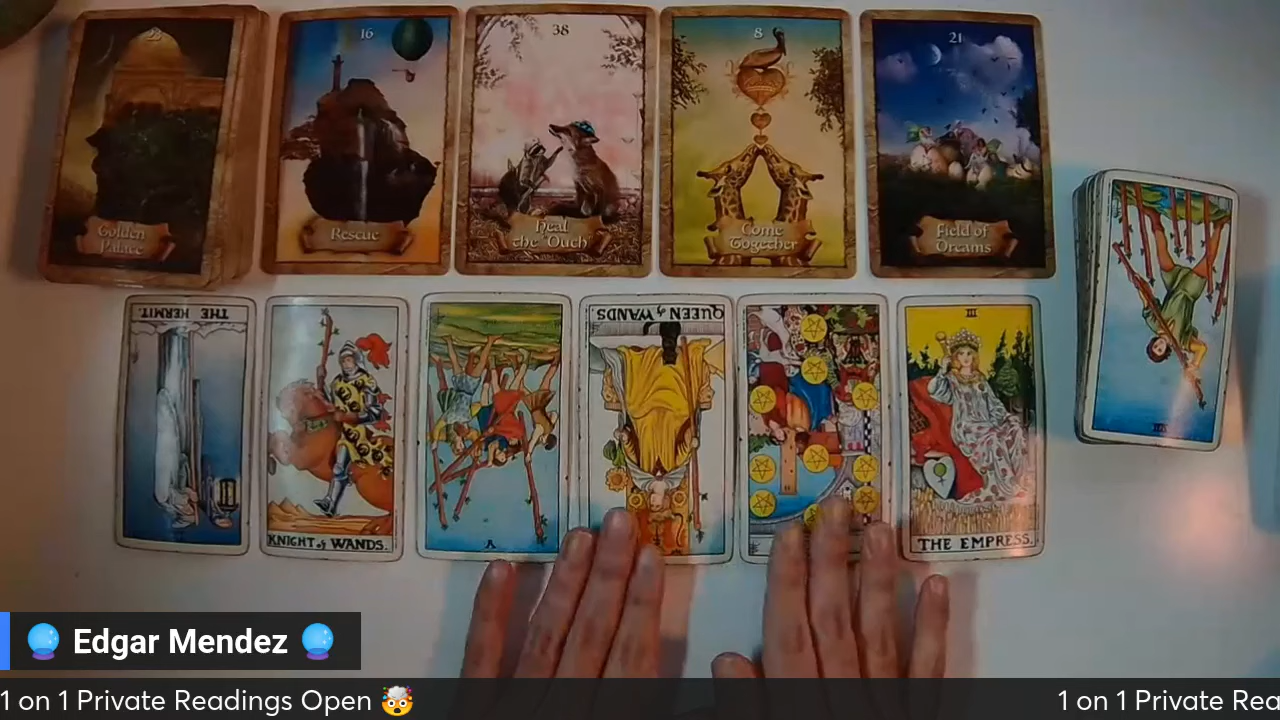 22
16
38
8
21
Golden
Palace
Rescue
Heal
the Ouch
Come
Together
Field of
Dreams
THE HERMIT.
KNIGHT of WANDS.
V
QUEEN of WANDS
III
THE EMPRESS.
VII
🔮 Edgar Mendez 🔮
1 on 1 Private Readings Open 🤯 1 on 1 Private Rea